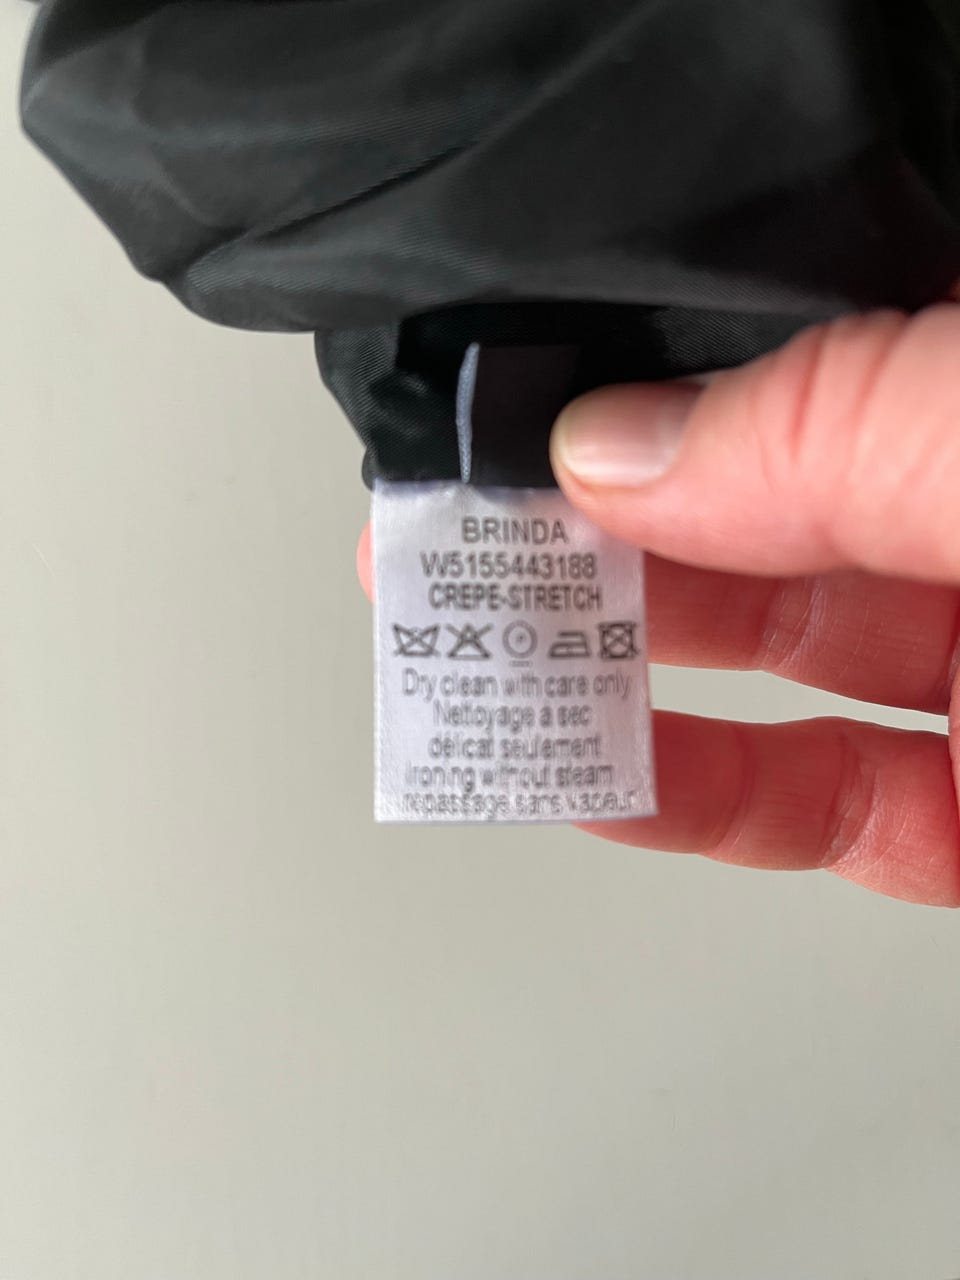 BRINDA
W5155443188
CREPE-STRETCH
Dry clean with care only
Nettoyage a sec
délicat seulement
ironing without steam
repassage sans vapeur